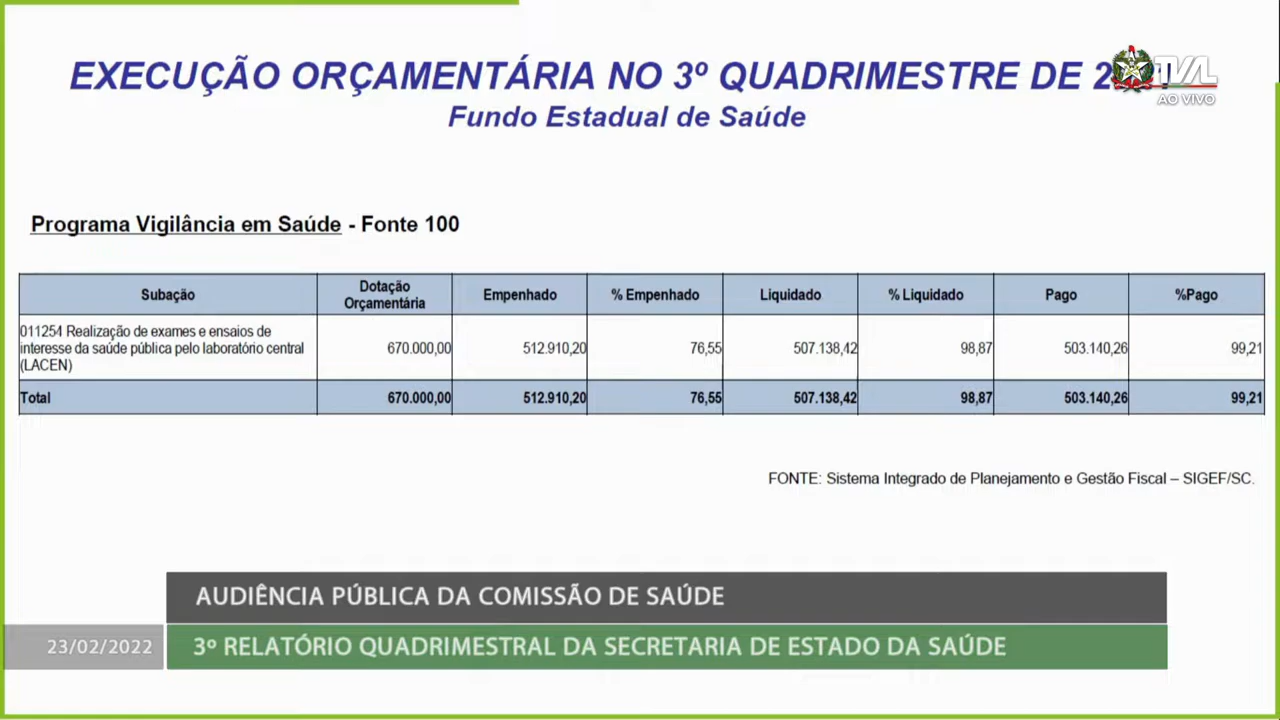 EXECUÇÃO ORÇAMENTÁRIA NO 3º QUADRIMESTRE DE
TVAL
AO VIVO
Fundo Estadual de Saúde
Programa Vigilância em Saúde - Fonte 100
Subação Dotação Orçamentária Empenhado % Empenhado Liquidado % Liquidado Pago %Pago
011254 Realização de exames e ensaios de
interesse da saúde pública pelo laboratório central 670.000,00 512.910,20 76,55 507.138,42 98,87 503.140,26 99,21
(LACEN)
Total 670.000,00 512.910,20 76,55 507.138,42 98,87 503.140,26 99,21
FONTE: Sistema Integrado de Planejamento e Gestão Fiscal – SIGEF/SC.
AUDIÊNCIA PÚBLICA DA COMISSÃO DE SAÚDE
23/02/2022 3º RELATÓRIO QUADRIMESTRAL DA SECRETARIA DE ESTADO DA SAÚDE